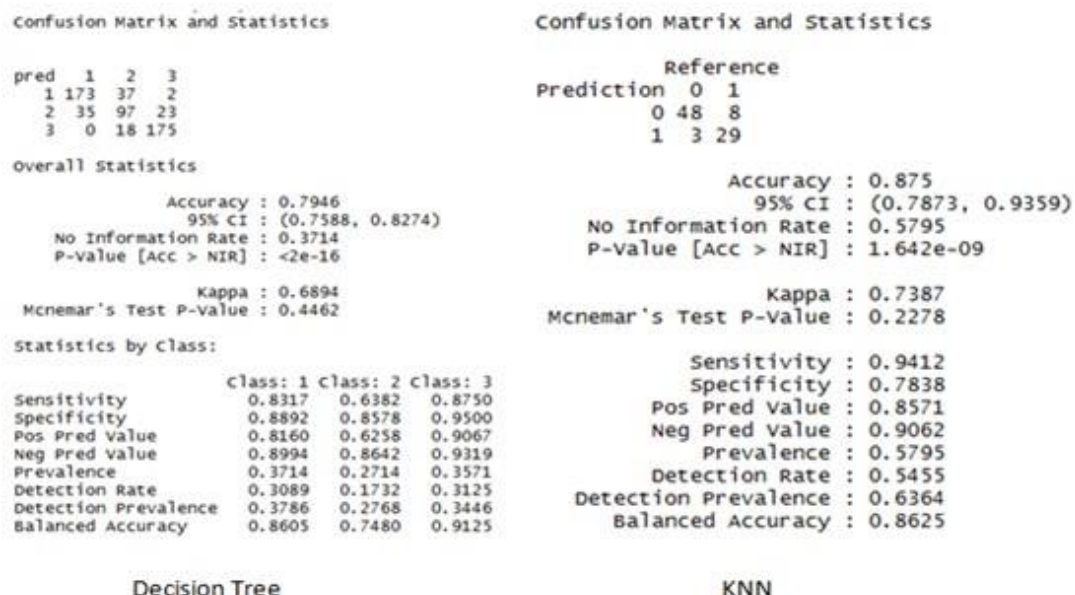 Confusion Matrix and Statistics
pred 1 2 3
1 173 37 2
2 35 97 23
3 0 18 175
Overall Statistics
Accuracy : 0.7946
95% CI : (0.7588, 0.8274)
No Information Rate : 0.3714
P-Value [Acc > NIR] : <2e-16
Kappa : 0.6894
Mcnemar's Test P-Value : 0.4462
Statistics by Class:
Class: 1 Class: 2 Class: 3
Sensitivity 0.8317 0.6382 0.8750
Specificity 0.8892 0.8578 0.9500
Pos Pred Value 0.8160 0.6258 0.9067
Neg Pred Value 0.8994 0.8642 0.9319
Prevalence 0.3714 0.2714 0.3571
Detection Rate 0.3089 0.1732 0.3125
Detection Prevalence 0.3786 0.2768 0.3446
Balanced Accuracy 0.8605 0.7480 0.9125
Decision Tree
Confusion Matrix and Statistics
Reference
Prediction 0 1
0 48 8
1 3 29
Accuracy : 0.875
95% CI : (0.7873, 0.9359)
No Information Rate : 0.5795
P-Value [Acc > NIR] : 1.642e-09
Kappa : 0.7387
Mcnemar's Test P-Value : 0.2278
Sensitivity : 0.9412
Specificity : 0.7838
Pos Pred Value : 0.8571
Neg Pred Value : 0.9062
Prevalence : 0.5795
Detection Rate : 0.5455
Detection Prevalence : 0.6364
Balanced Accuracy : 0.8625
KNN